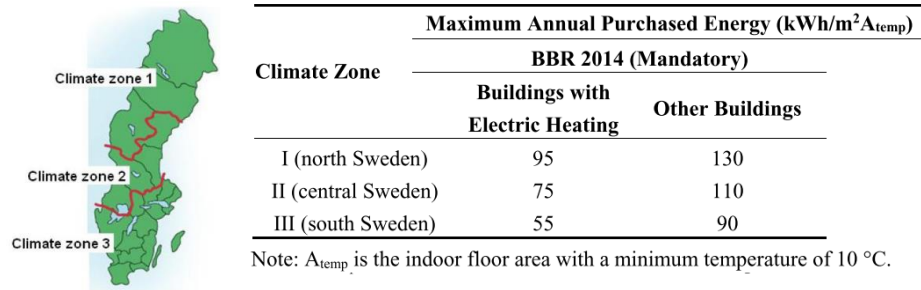 Climate zone 1
Climate zone 2
Climate zone 3
Maximum Annual Purchased Energy (kWh/m²Atemp)
Climate Zone
BBR 2014 (Mandatory)
Buildings with Electric Heating
Other Buildings
I (north Sweden) 95 130
II (central Sweden) 75 110
III (south Sweden) 55 90
Note: Atemp is the indoor floor area with a minimum temperature of 10 °C.